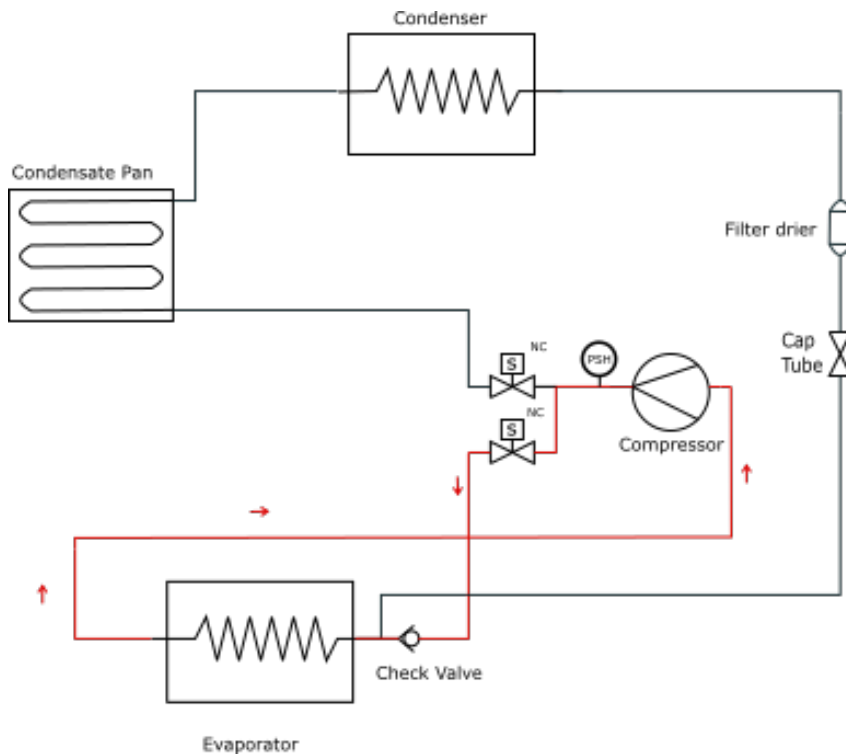 Condenser
Condensate Pan
Filter drier
NC
S
PSH
Cap
Tube
NC
S
Compressor
Check Valve
Evaporator